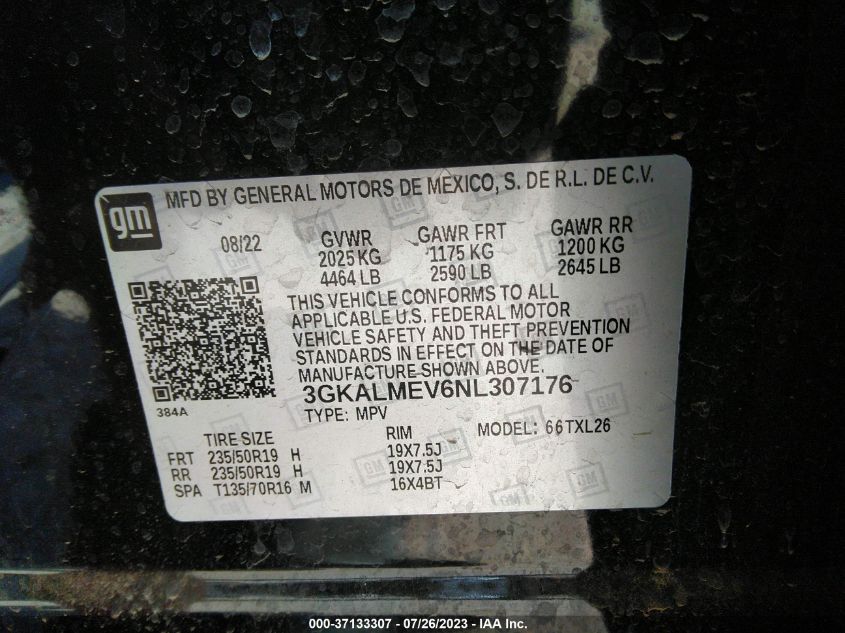 gm
MFD BY GENERAL MOTORS DE MEXICO, S. DE R.L. DE C.V.
08/22 GVWR GAWR FRT GAWR RR
2025 KG 1175 KG 1200 KG
4464 LB 2590 LB 2645 LB
THIS VEHICLE CONFORMS TO ALL
APPLICABLE U.S. FEDERAL MOTOR
VEHICLE SAFETY AND THEFT PREVENTION
STANDARDS IN EFFECT ON THE DATE OF
MANUFACTURE SHOWN ABOVE.
384A
3GKALMEV6NL307176
TYPE: MPV
MODEL: 66TXL26
TIRE SIZE RIM
FRT 235/50R19 H 19X7.5J
RR 235/50R19 H 19X7.5J
SPA T135/70R16 M 16X4BT
000-37133307 / 07/26/2023 - IAA Inc.